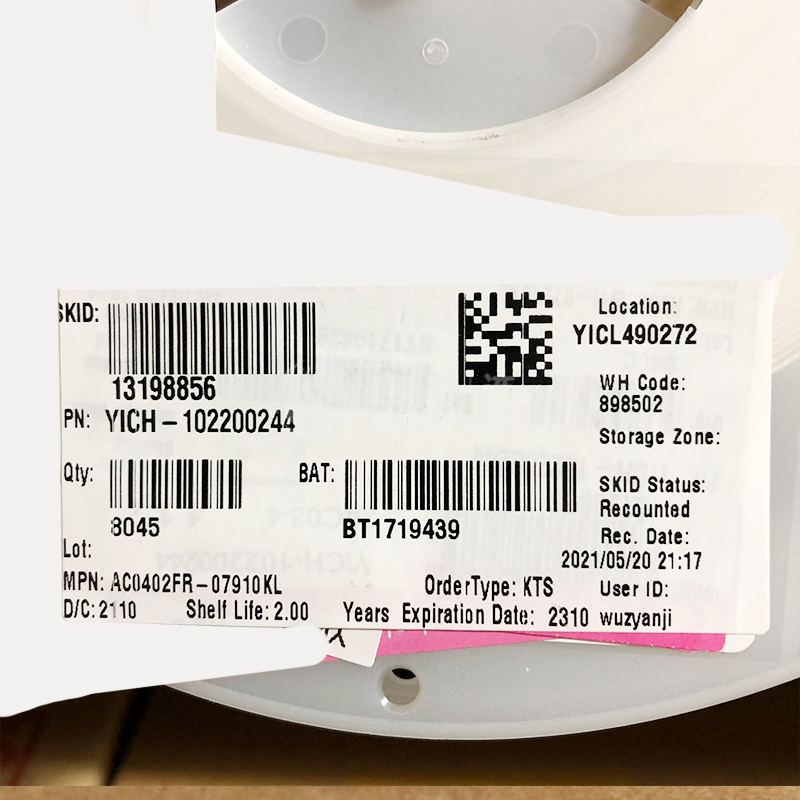 SKID:
13198856
PN: YICH-102200244
Qty:
8045
BAT:
BT1719439
Lot:
MPN: AC0402FR-07910KL
OrderType: KTS
D/C: 2110 Shelf Life: 2.00 Years Expiration Date: 2310
Location:
YICL490272
WH Code:
898502
Storage Zone:
SKID Status:
Recounted
Rec. Date:
2021/05/20 21:17
User ID:
wuzyanji